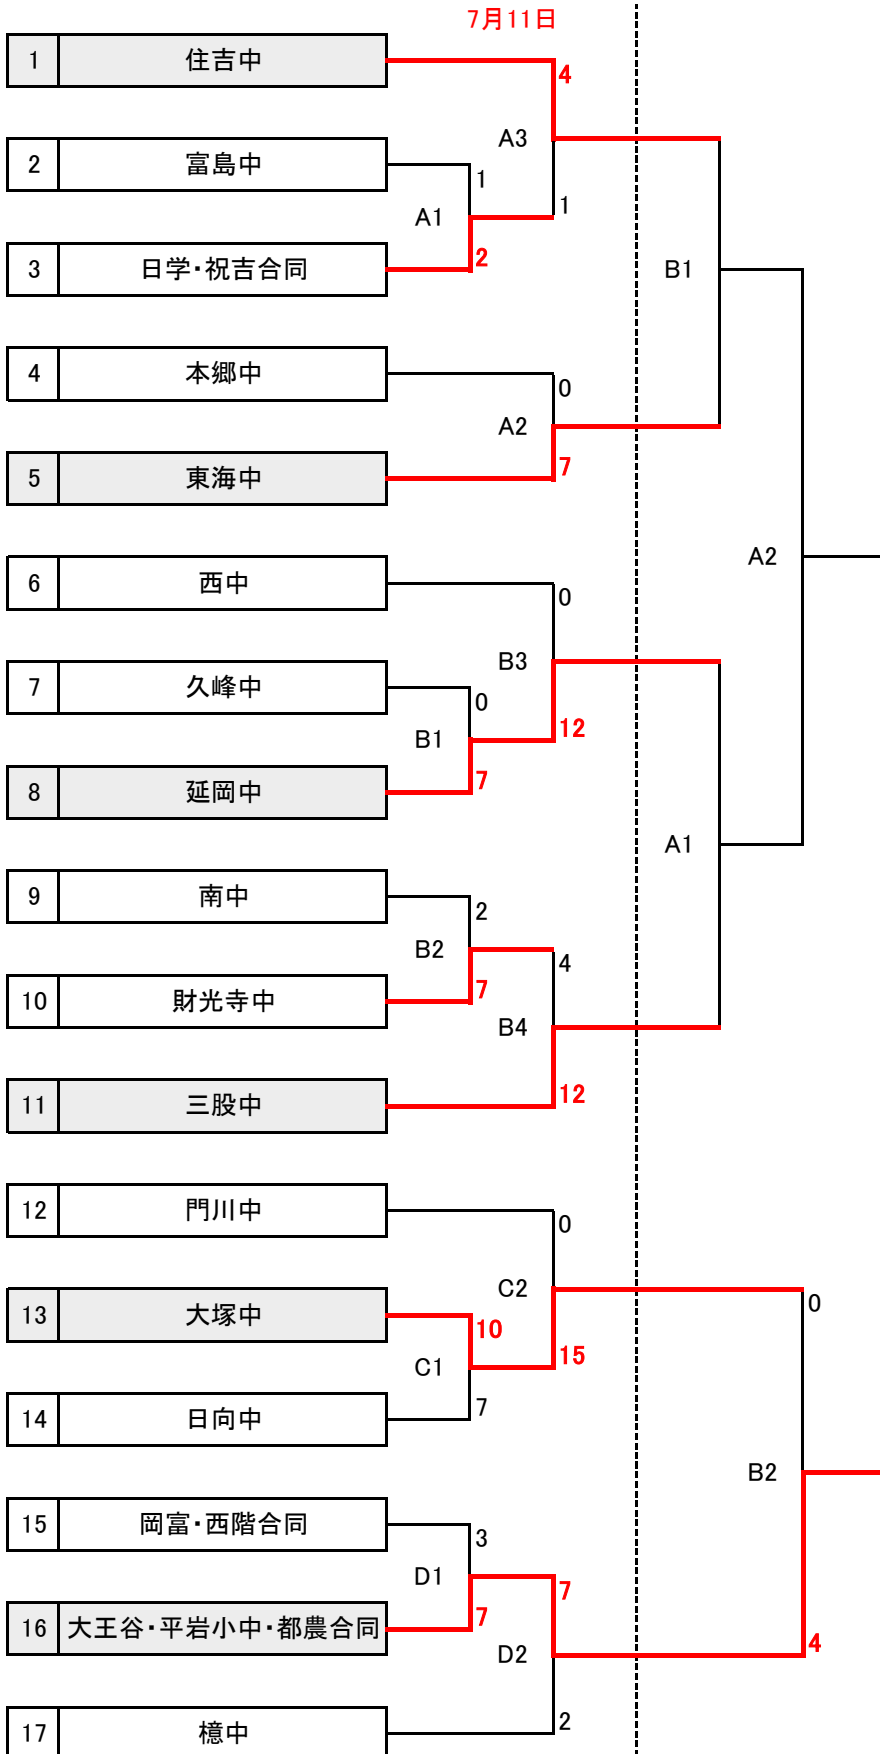 7月11日
1 住吉中
4
A3
2 富島中
1
1
A1
2
3 日学・祝吉合同
B1
4 本郷中
0
A2
7
5 東海中
A2
6 西中
0
B3
7 久峰中
0
12
B1
7
8 延岡中
A1
9 南中
2
B2
4
7
10 財光寺中
B4
12
11 三股中
12 門川中
0
C2
0
13 大塚中
10
15
C1
7
14 日向中
B2
15 岡富・西階合同
3
D1
7
7
16 大王谷・平岩小中・都農合同
4
D2
2
17 檍中